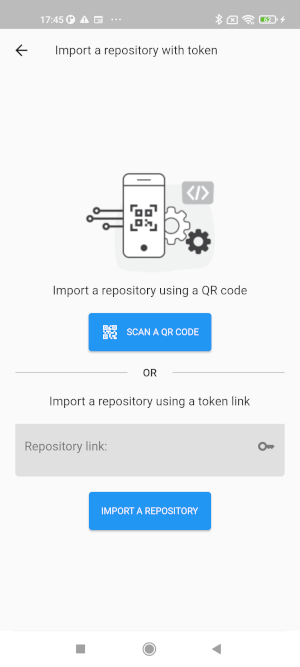 17:45
Import a repository with token
</>
Import a repository using a QR code
SCAN A QR CODE
OR
Import a repository using a token link
Repository link:
IMPORT A REPOSITORY